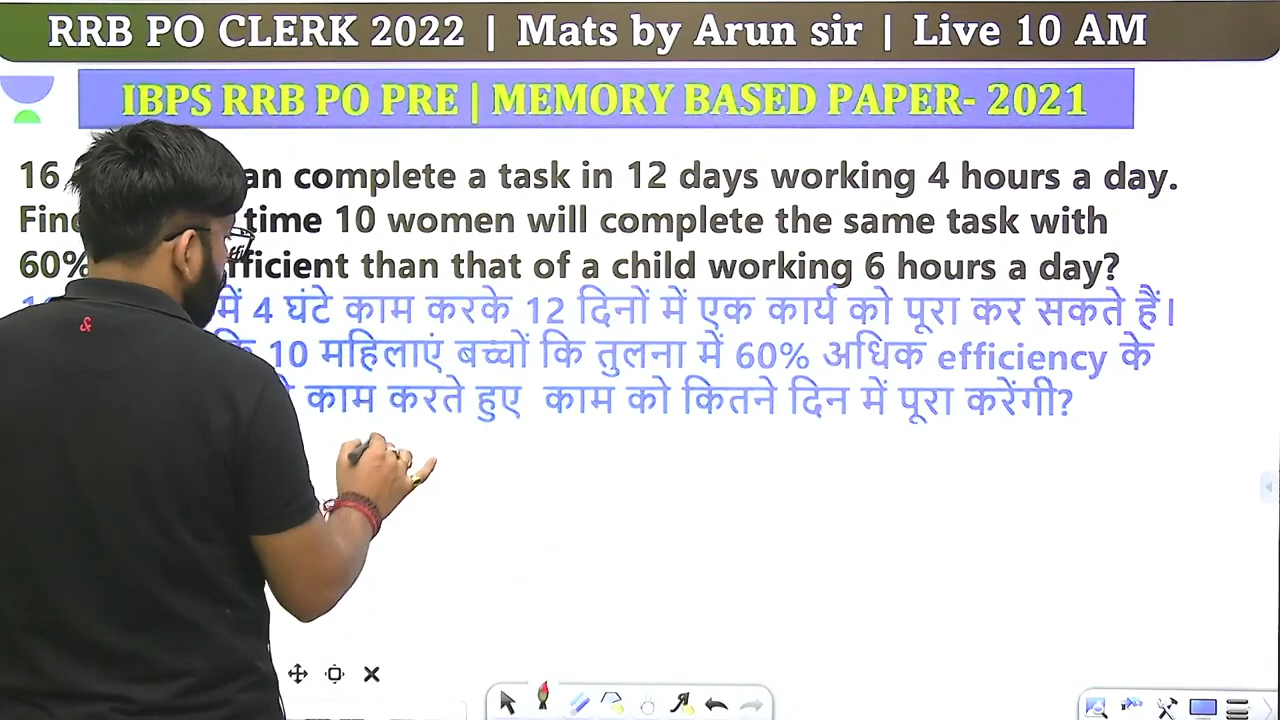 RRB PO CLERK 2022 | Mats by Arun sir | Live 10 AM
IBPS RRB PO PRE | MEMORY BASED PAPER- 2021
16 complete a task in 12 days working 4 hours a day.
time 10 women will complete the same task with
60% than that of a child working 6 hours a day?
में 4 घंटे काम करके 12 दिनों में एक कार्य को पूरा कर सकते हैं।
10 महिलाएं बच्चों कि तुलना में 60% अधिक efficiency के
काम करते हुए काम को कितने दिन में पूरा करेंगी?